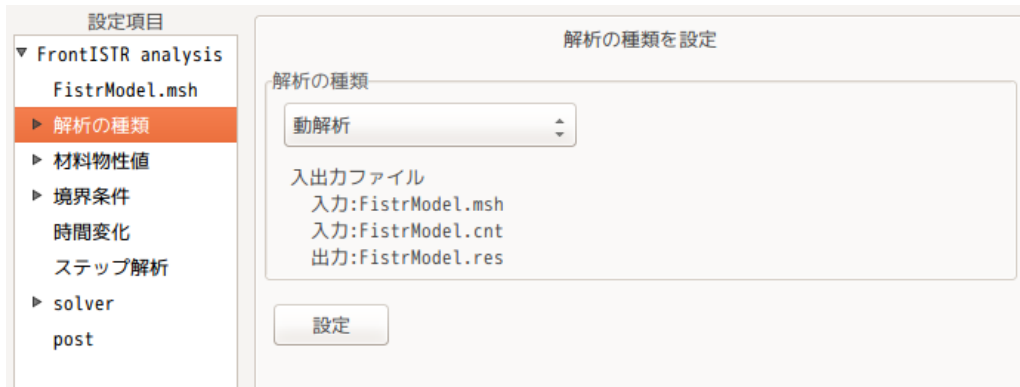 設定項目
FrontISTR analysis
FistrModel.msh
解析の種類
材料物性値
境界条件
時間変化
ステップ解析
solver
post
解析の種類を設定
解析の種類
動解析
入出力ファイル
入力:FistrModel.msh
入力:FistrModel.cnt
出力:FistrModel.res
設定